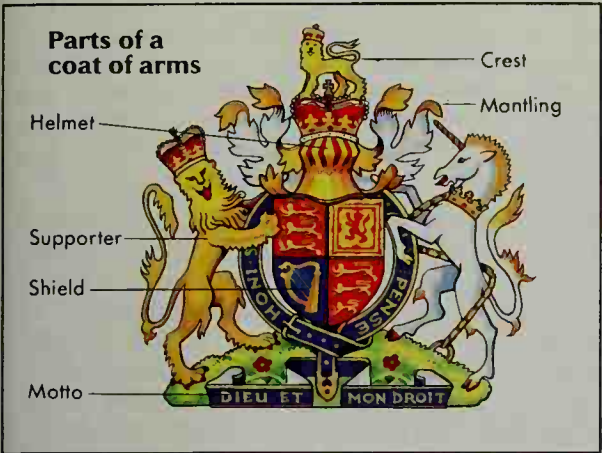 Parts of a
coat of arms
Crest
Mantling
Helmet
Supporter
Shield
Motto
S
HONI
PENSE
DIEU ET
MON DROIT